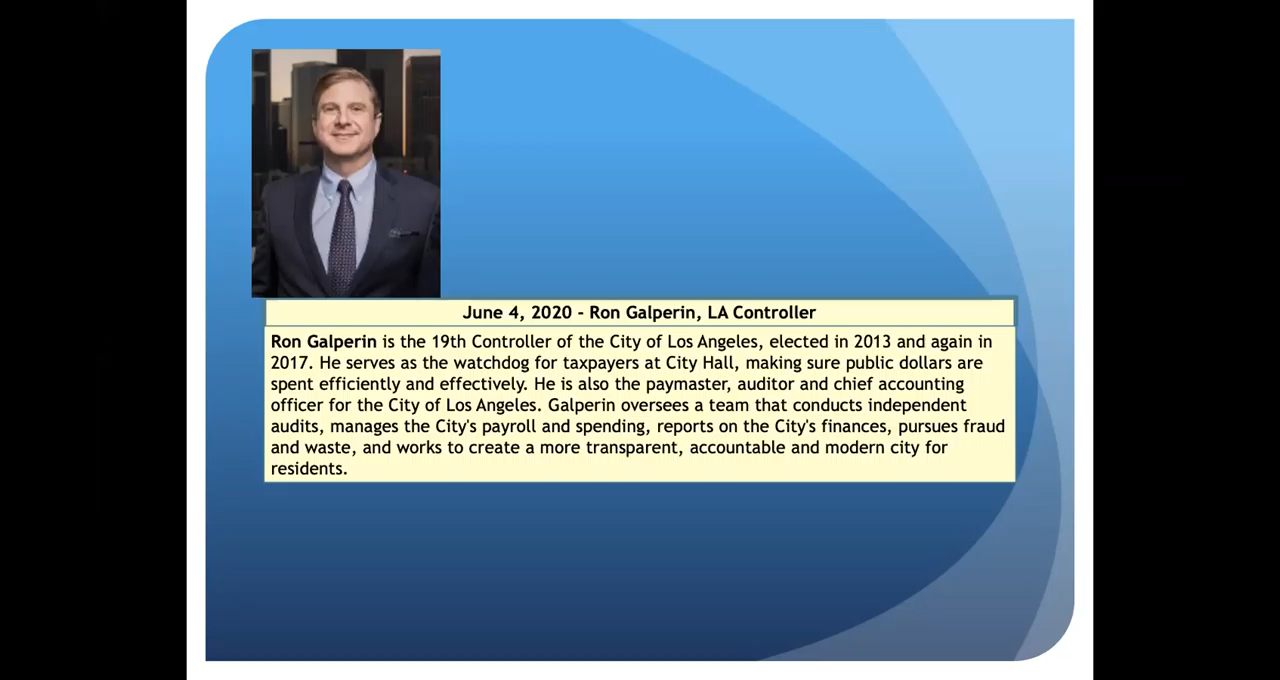 June 4, 2020 - Ron Galperin, LA Controller
Ron Galperin is the 19th Controller of the City of Los Angeles, elected in 2013 and again in
2017. He serves as the watchdog for taxpayers at City Hall, making sure public dollars are
spent efficiently and effectively. He is also the paymaster, auditor and chief accounting
officer for the City of Los Angeles. Galperin oversees a team that conducts independent
audits, manages the City's payroll and spending, reports on the City's finances, pursues fraud
and waste, and works to create a more transparent, accountable and modern city for
residents.